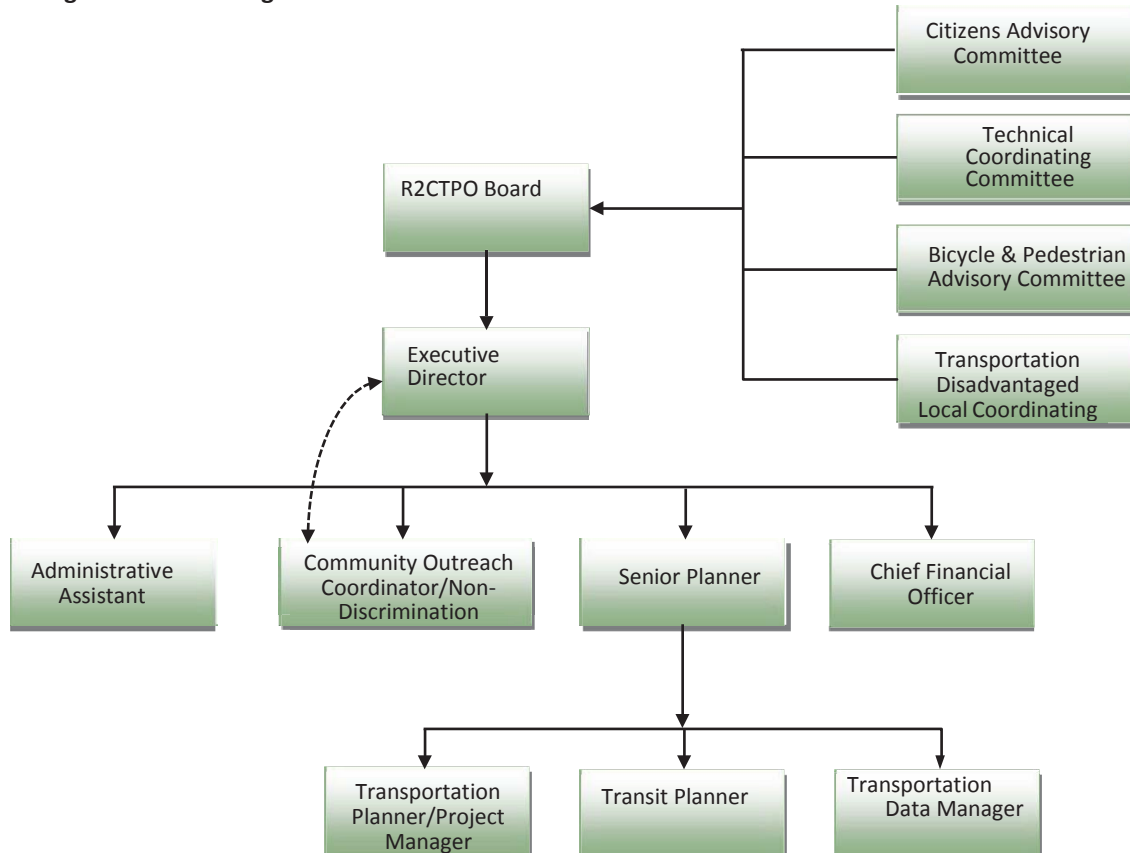 Citizens Advisory
Committee
Technical
Coordinating
Committee
R2CTPO Board
Bicycle & Pedestrian
Advisory Committee
Executive
Director
Transportation
Disadvantaged
Local Coordinating
Administrative
Assistant
Community Outreach
Coordinator/Non-
Discrimination
Senior Planner
Chief Financial
Officer
Transportation
Planner/Project
Manager
Transit Planner
Transportation
Data Manager